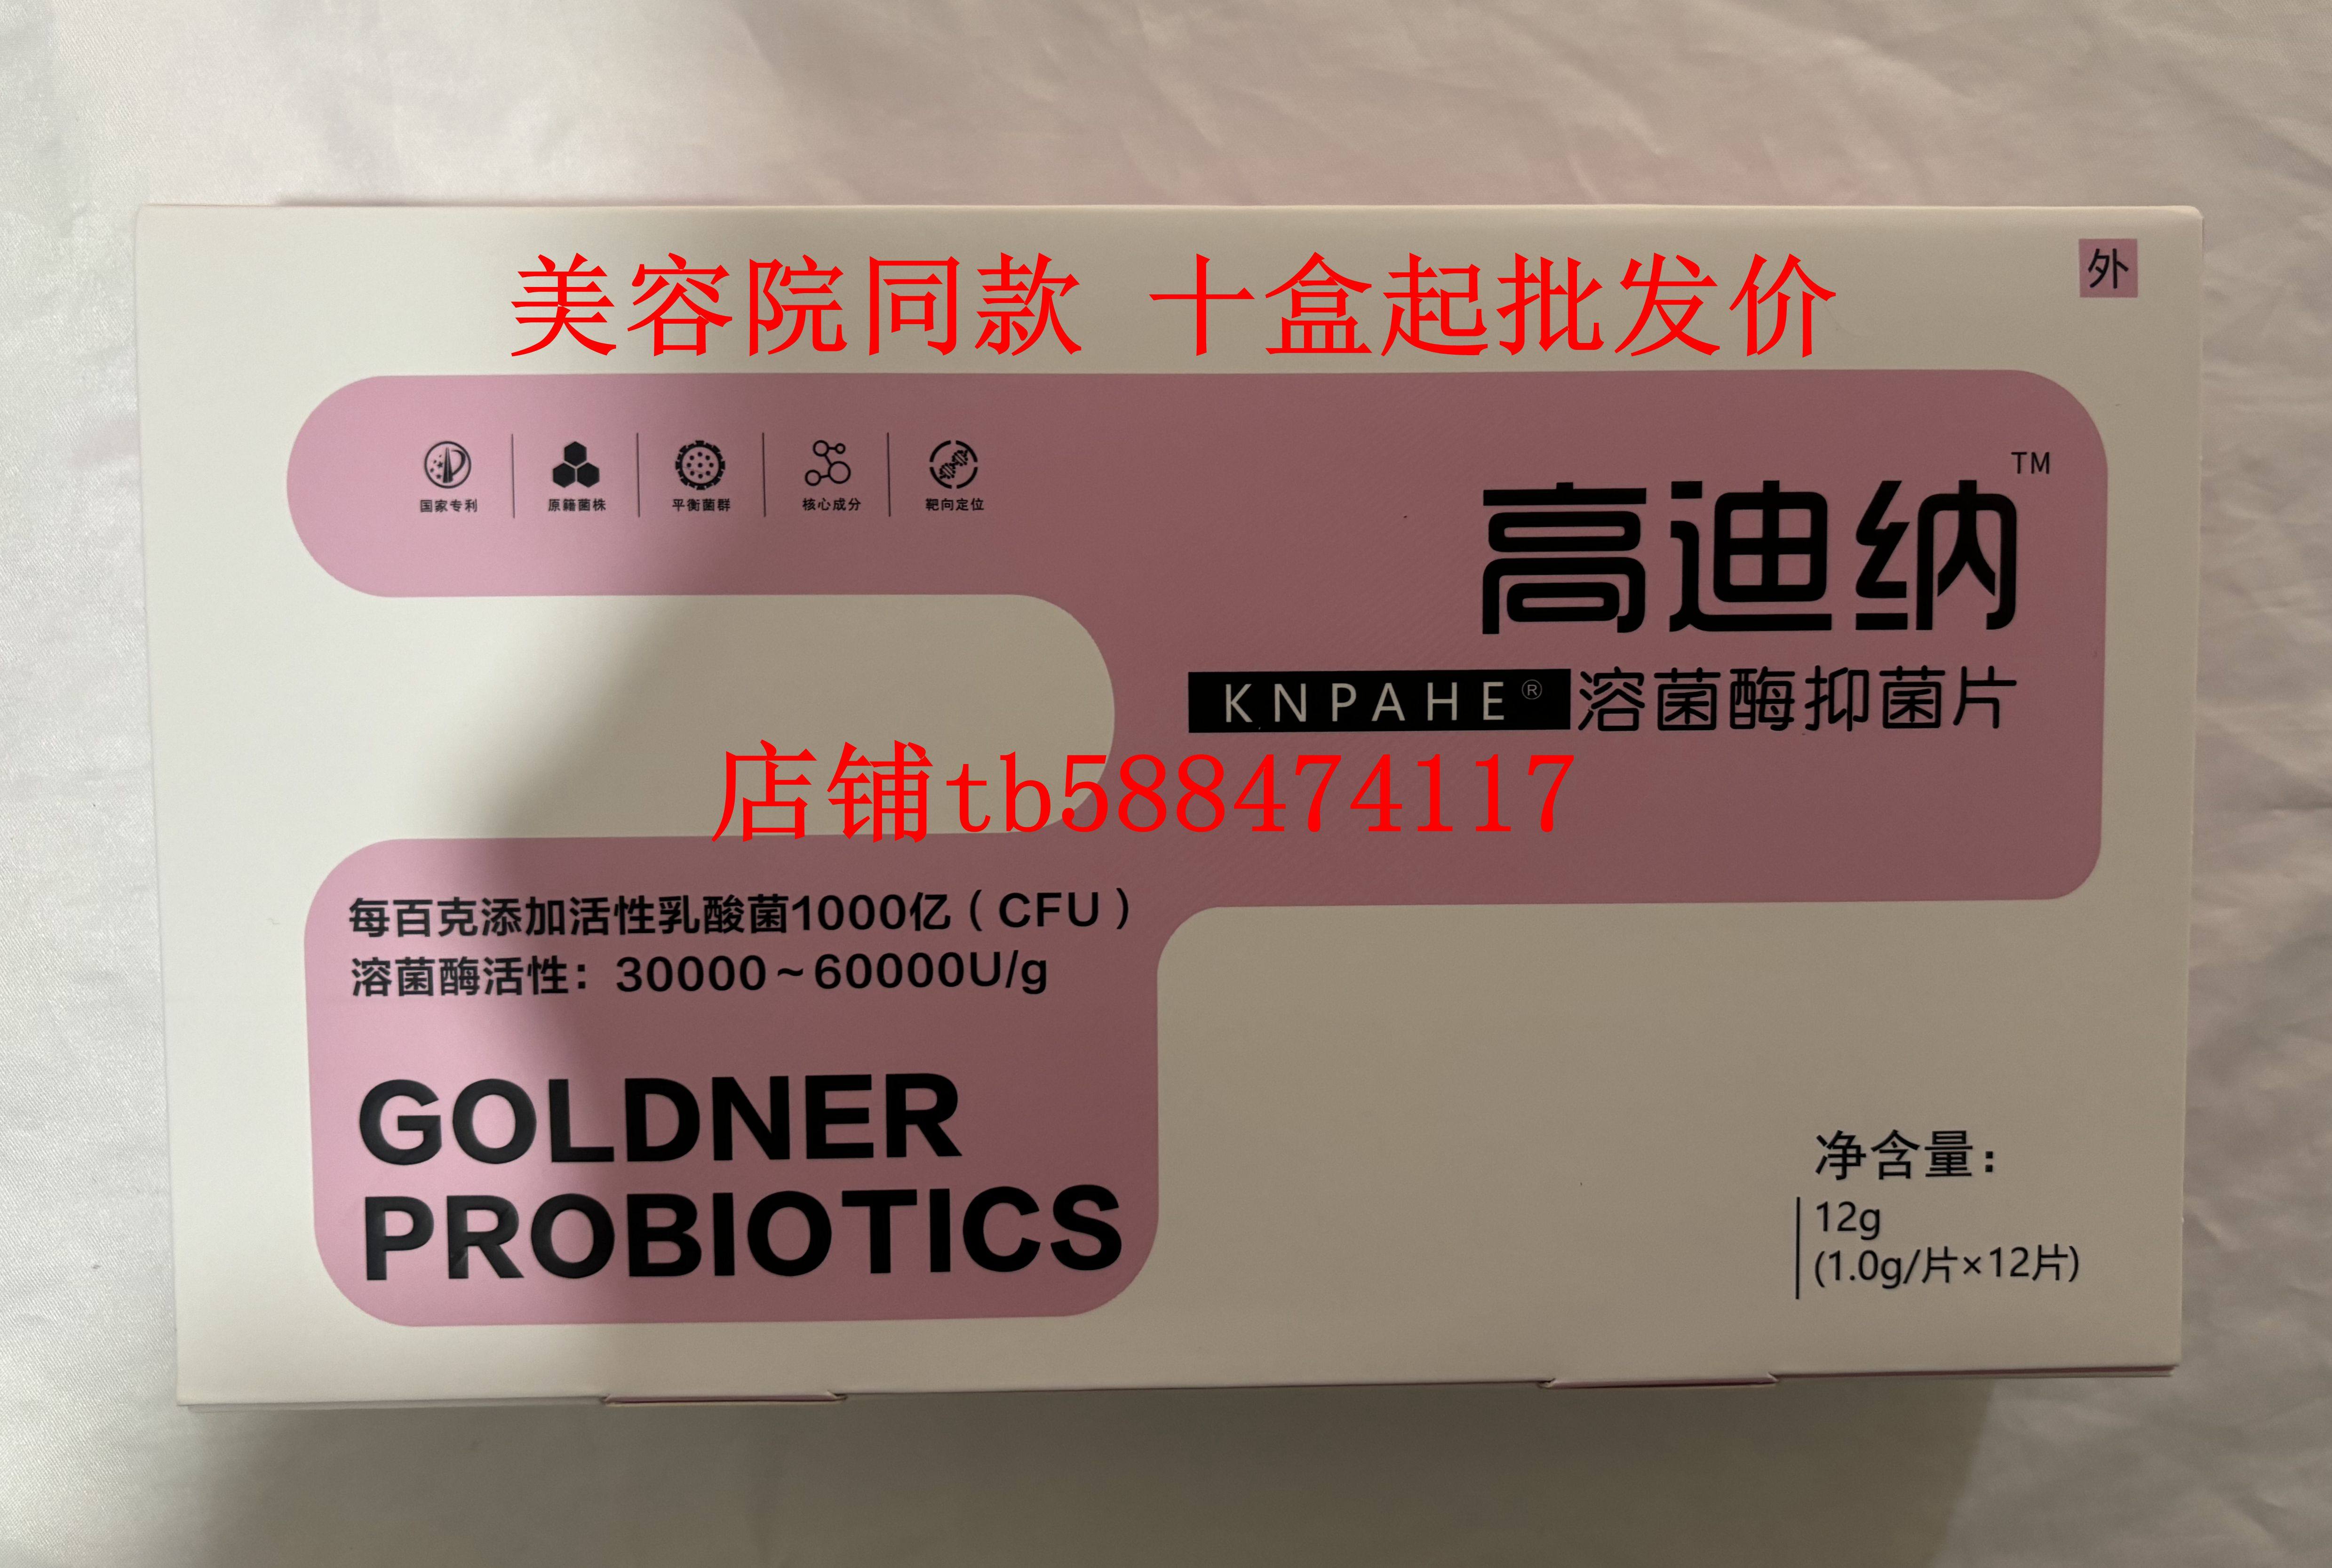 美容院同款 十盒起批发价
外
国家专利 原籍菌株 平衡菌群 核心成分 靶向定位
高迪纳™
KNPAHE® 溶菌酶抑菌片
店铺tb588474117
每百克添加活性乳酸菌1000亿（CFU）
溶菌酶活性：30000~60000U/g
GOLDNER
PROBIOTICS
净含量：
12g
(1.0g/片×12片)